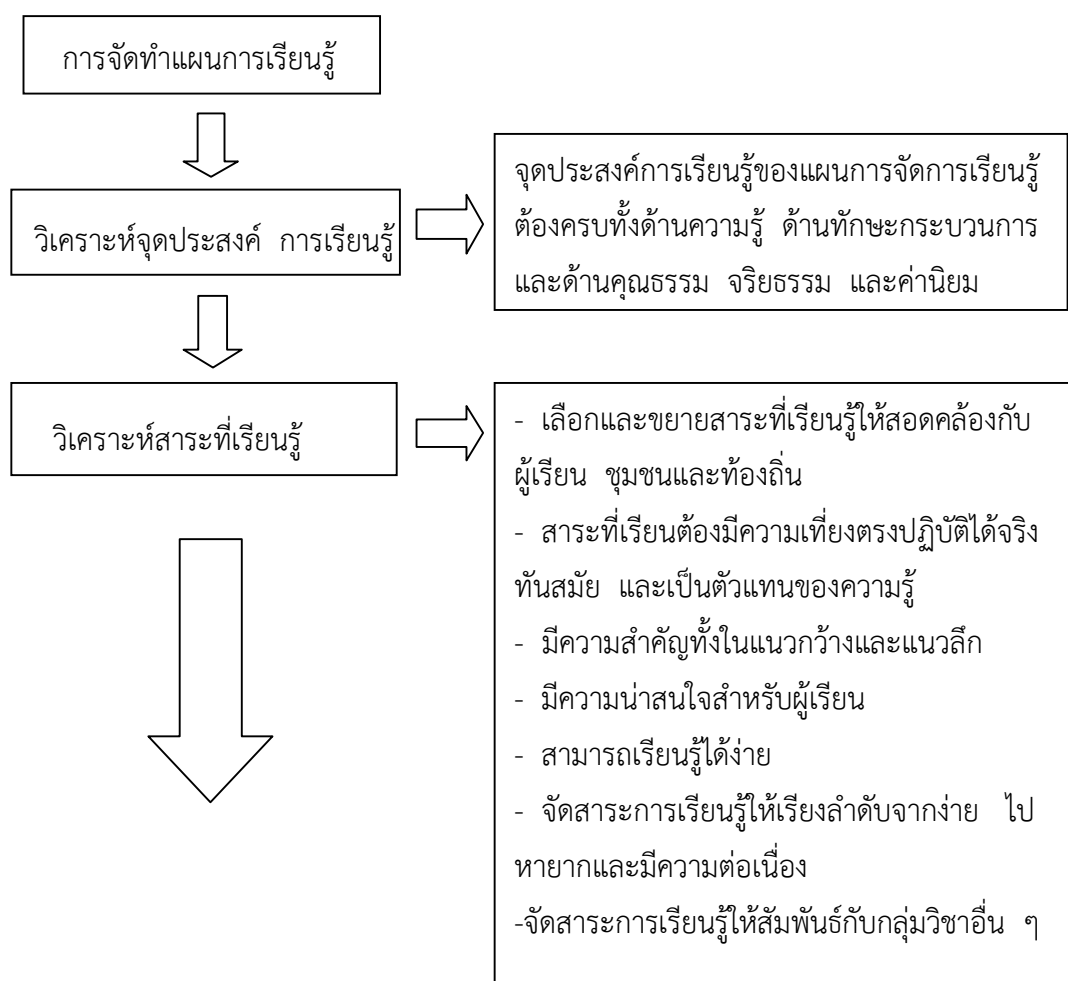 การจัดทำแผนการเรียนรู้
วิเคราะห์จุดประสงค์ การเรียนรู้
จุดประสงค์การเรียนรู้ของแผนการจัดการเรียนรู้
ต้องครบทั้งด้านความรู้ ด้านทักษะกระบวนการ
และด้านคุณธรรม จริยธรรม และค่านิยม
วิเคราะห์สาระที่เรียนรู้
- เลือกและขยายสาระที่เรียนรู้ให้สอดคล้องกับ
ผู้เรียน ชุมชนและท้องถิ่น
- สาระที่เรียนต้องมีความเที่ยงตรงปฏิบัติได้จริง
ทันสมัย และเป็นตัวแทนของความรู้
- มีความสำคัญทั้งในแนวกว้างและแนวลึก
- มีความน่าสนใจสำหรับผู้เรียน
- สามารถเรียนรู้ได้ง่าย
- จัดสาระการเรียนรู้ให้เรียงลำดับจากง่าย ไป
หายากและมีความต่อเนื่อง
-จัดสาระการเรียนรู้ให้สัมพันธ์กับกลุ่มวิชาอื่น ๆ